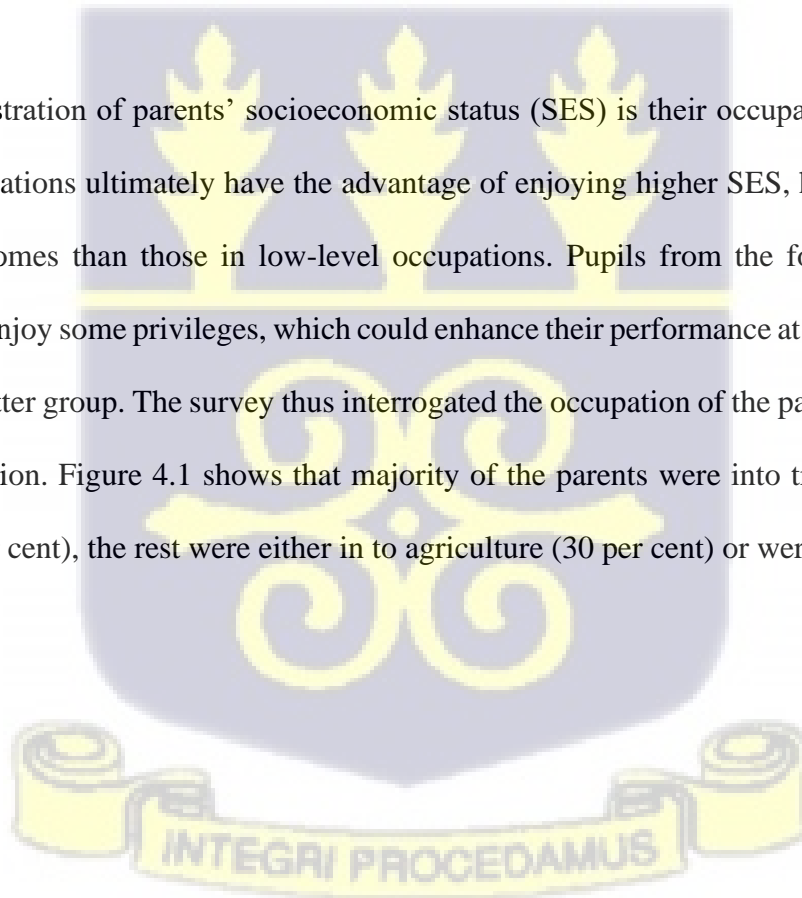 stration of parents’ socioeconomic status (SES) is their occupa
ations ultimately have the advantage of enjoying higher SES,
omes than those in low-level occupations. Pupils from the fo
njoy some privileges, which could enhance their performance at
tter group. The survey thus interrogated the occupation of the pa
ion. Figure 4.1 shows that majority of the parents were into t
cent), the rest were either in to agriculture (30 per cent) or wer
INTEGRI PROCEDAMUS